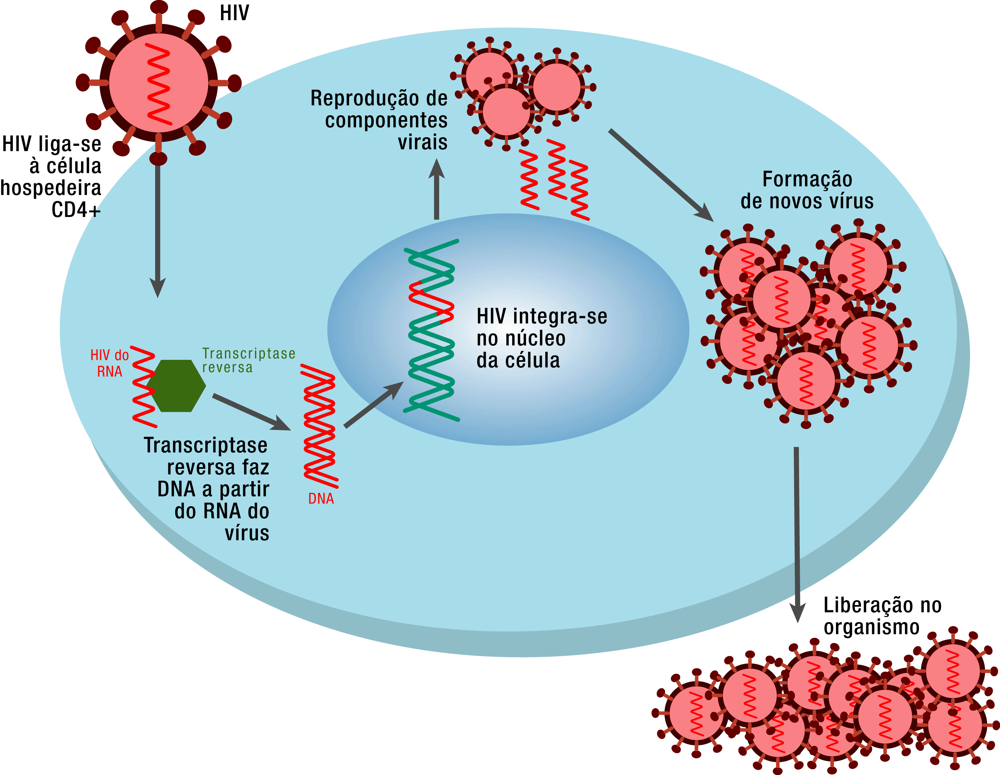 HIV
HIV liga-se
à célula
hospedeira
CD4+
HIV do
RNA
Transcriptase
reversa
Transcriptase
reversa faz
DNA a partir
do RNA do
vírus
DNA
HIV integra-se
no núcleo
da célula
Reprodução de
componentes
virais
Formação
de novos vírus
Liberação no
organismo